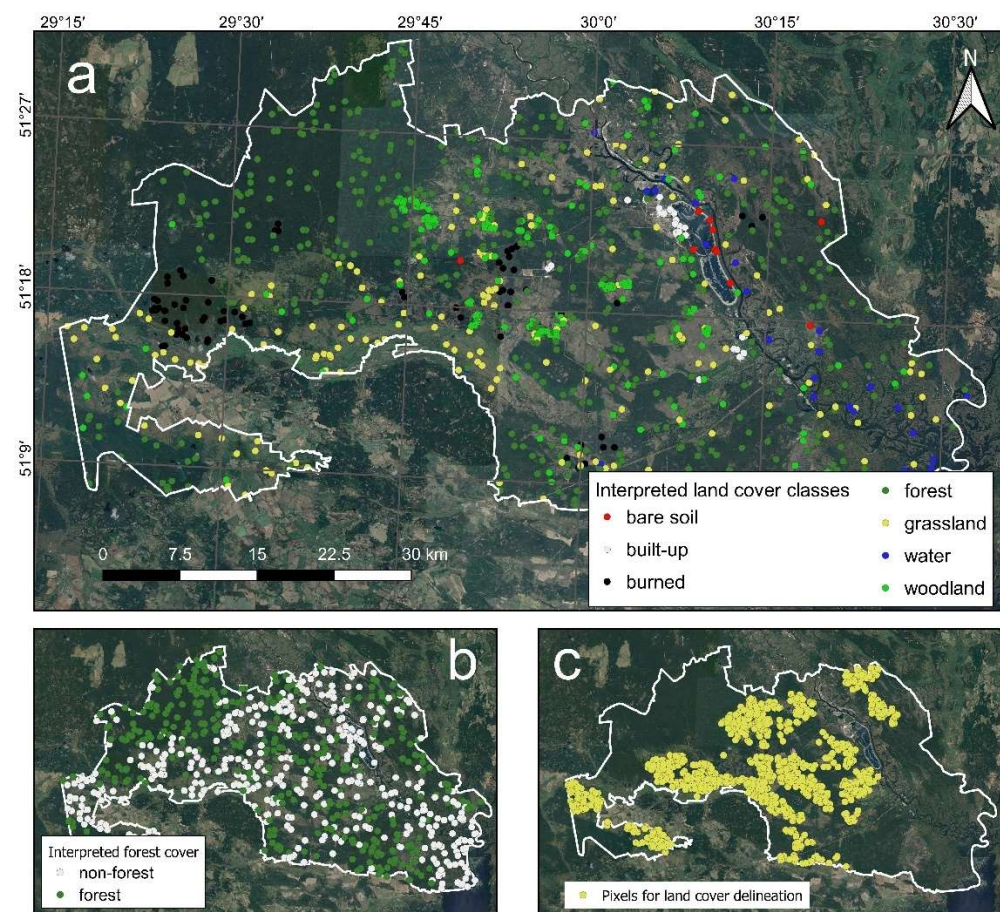 29°15' 29°30' 29°45' 30°0' 30°15' 30°30'
a
N
51°27'
51°18'
51°9'
0 7.5 15 22.5 30 km
Interpreted land cover classes
bare soil
built-up
burned
forest
grassland
water
woodland
b
Interpreted forest cover
non-forest
forest
c
Pixels for land cover delineation